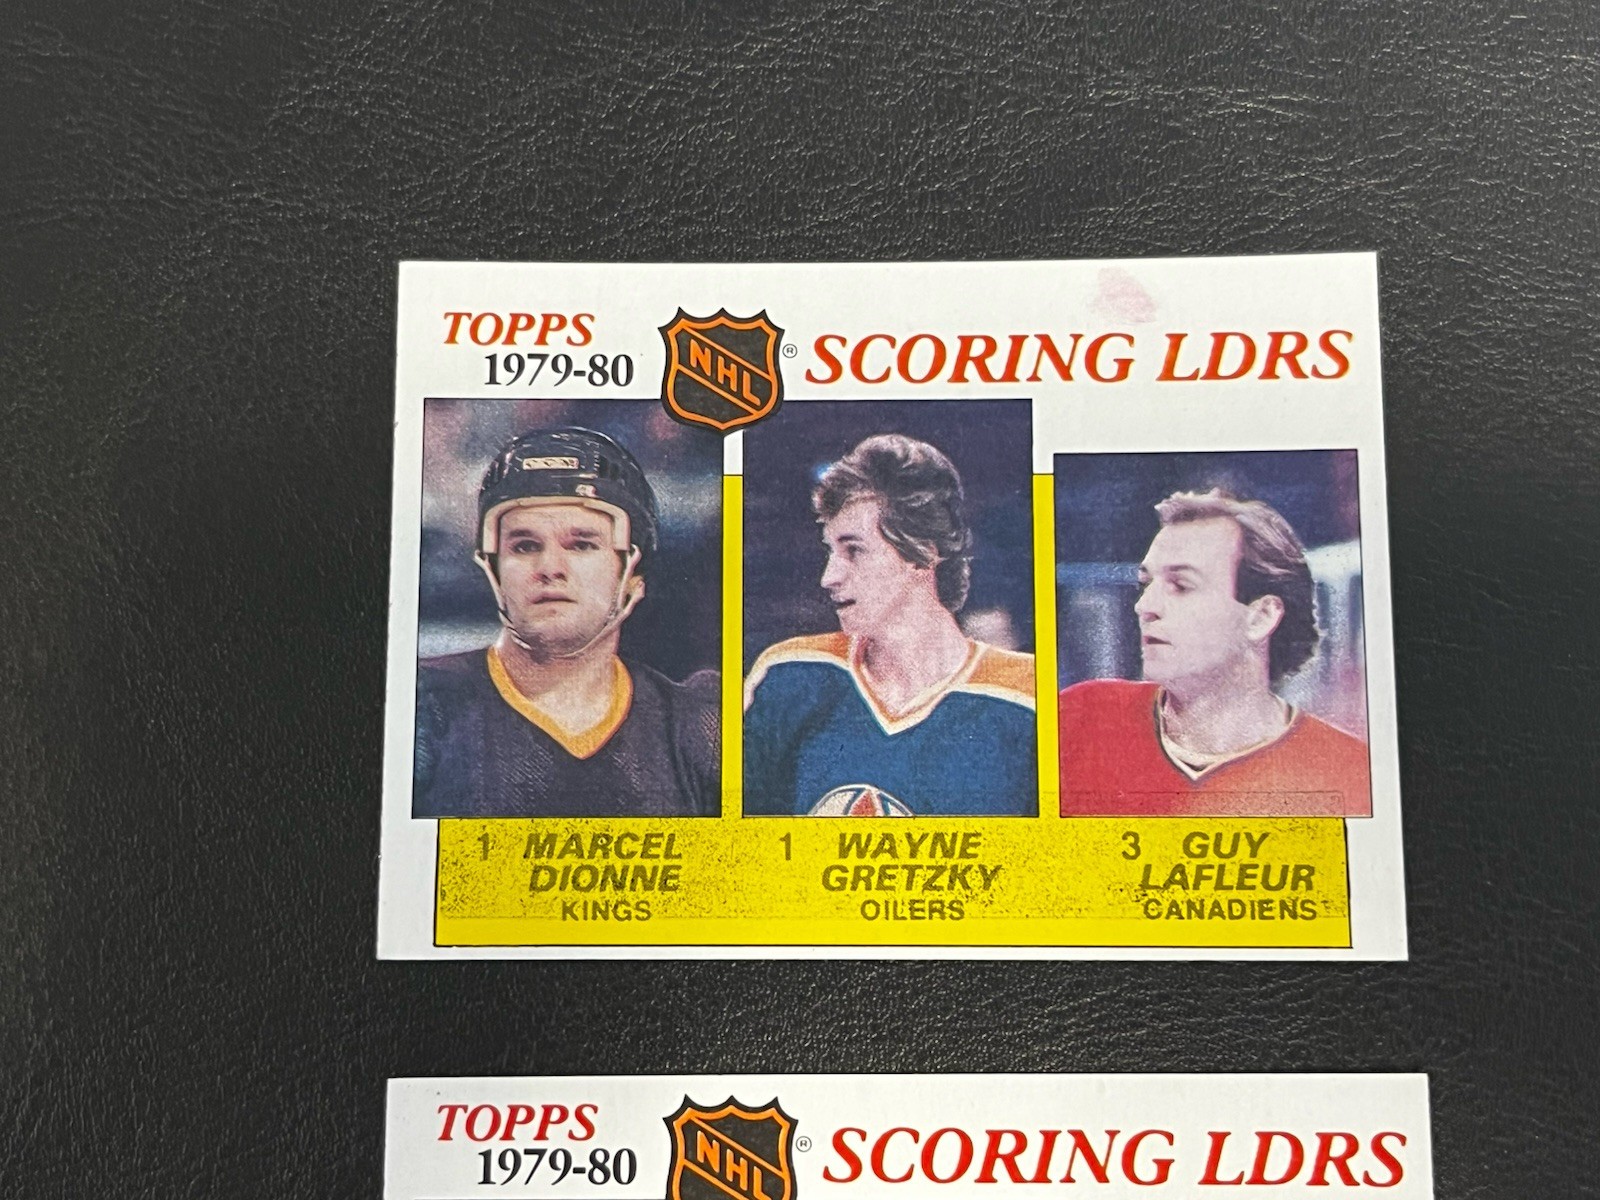 TOPPS
1979-80
NHL
®
SCORING LDRS
CCM
1 MARCEL
DIONNE
KINGS
1 WAYNE
GRETZKY
OILERS
3 GUY
LAFLEUR
CANADIENS
TOPPS
1979-80
NHL
®
SCORING LDRS